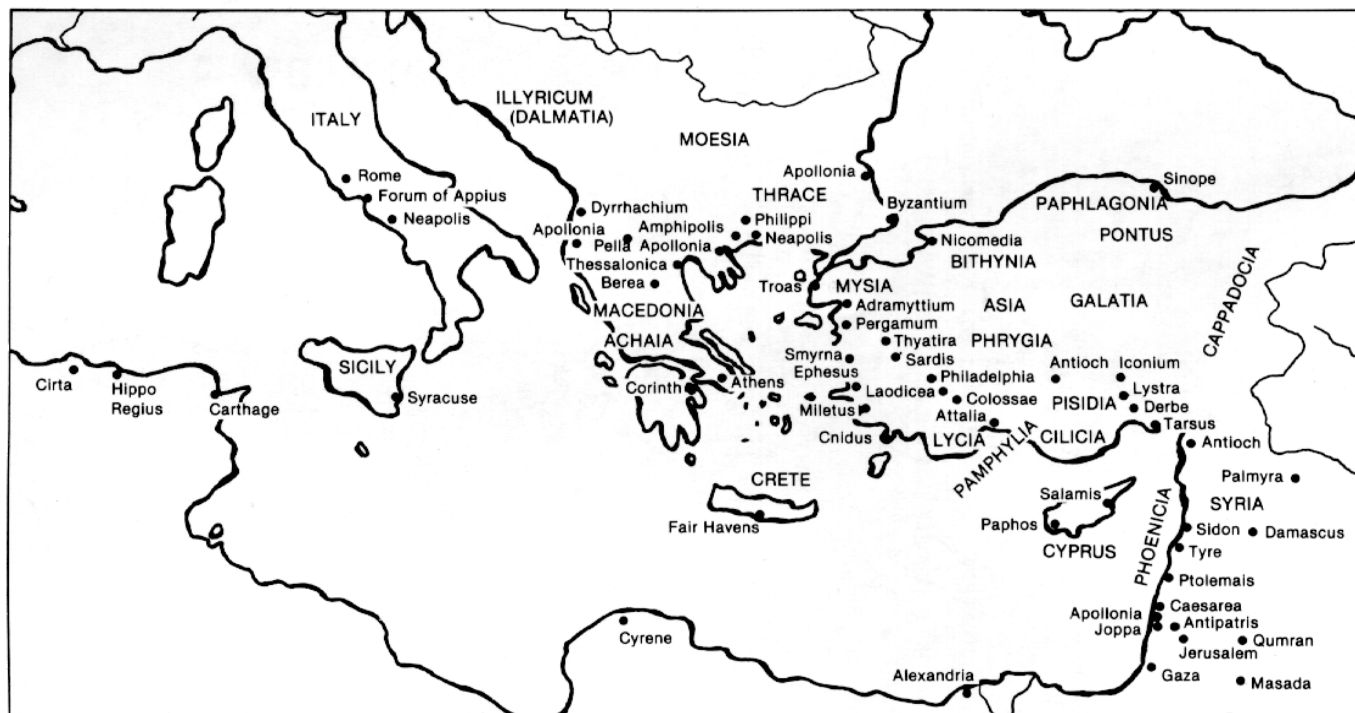 ILLYRICUM
(DALMATIA)
ITALY
MOESIA
Apollonia
Rome
THRACE
Sinope
Forum of Appius
Dyrrhachium
Byzantium
PAPHLAGONIA
Neapolis
Apollonia
Amphipolis
Philippi
PONTUS
Pella
Apollonia
Neapolis
Nicomedia
Thessalonica
BITHYNIA
Berea
Troas
MYSIA
CAPPADOCIA
MACEDONIA
Adramyttium
ASIA
GALATIA
ACHAIA
Pergamum
PHRYGIA
Thyatira
SICILY
Smyrna
Sardis
Antioch
Iconium
Cirta
Hippo
Regius
Carthage
Syracuse
Corinth
Athens
Ephesus
Philadelphia
Laodicea
Colossae
Lystra
PISIDIA
Derbe
Miletus
Attalia
Tarsus
Cnidus
LYCIA
PAMPHYLIA
CILICIA
Antioch
CRETE
Palmyra
Salamis
SYRIA
Fair Havens
Paphos
Sidon
Damascus
CYPRUS
PHOENICIA
Tyre
Ptolemais
Cyrene
Caesarea
Apollonia
Joppa
Antipatris
Jerusalem
Qumran
Alexandria
Gaza
Masada